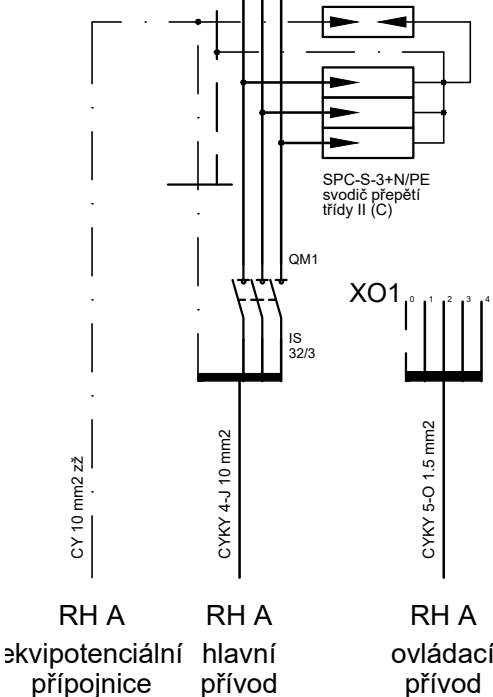 SPC-S-3+N/PE
svodič přepětí
třídy II (C)
QM1
XO1
0 1 2 3 4
IS
32/3
CY 10 mm2 zž
CYKY 4-J 10 mm2
CYKY 5-O 1.5 mm2
RH A
ekvipotenciální
přípojnice
RH A
hlavní
přívod
RH A
ovládací
přívod